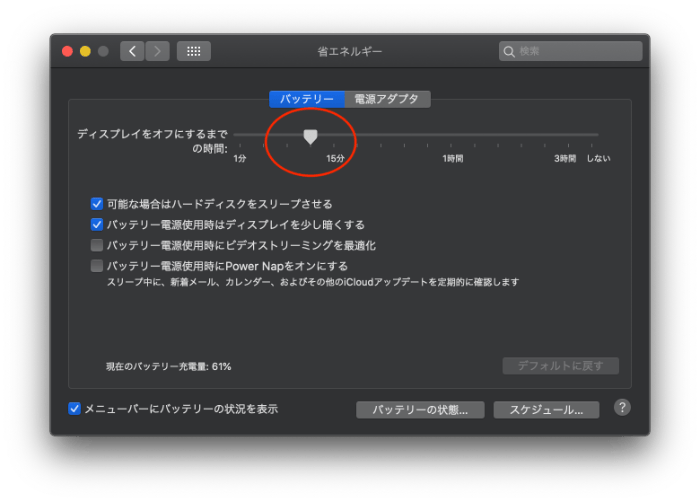 省エネルギー
検索
バッテリー 電源アダプタ
ディスプレイをオフにするまで
の時間:
1分 15分 1時間 3時間 しない
可能な場合はハードディスクをスリープさせる
バッテリー電源使用時はディスプレイを少し暗くする
バッテリー電源使用時にビデオストリーミングを最適化
バッテリー電源使用時にPower Napをオンにする
スリープ中に、新着メール、カレンダー、およびその他のiCloudアップデートを定期的に確認します
現在のバッテリー充電量: 61%
デフォルトに戻す
メニューバーにバッテリーの状況を表示
バッテリーの状態... スケジュール... ?